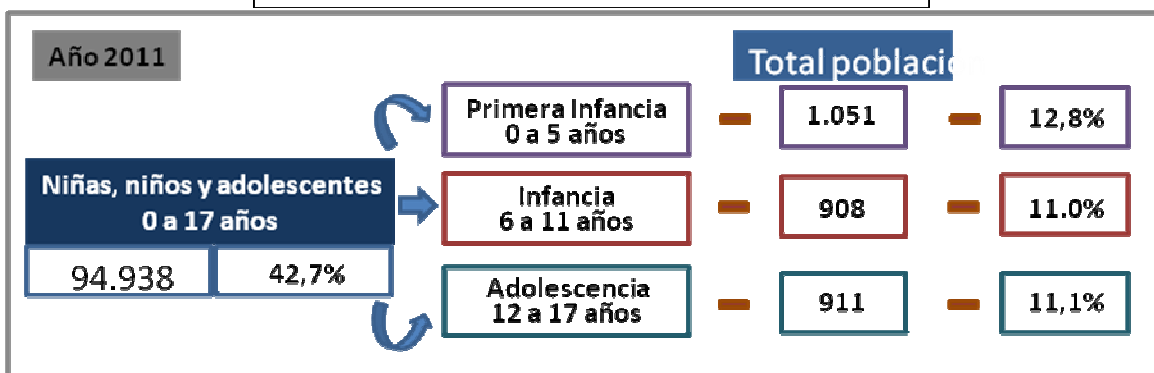 Año 2011
Total població
Primera Infancia
0 a 5 años
1.051
12,8%
Niñas, niños y adolescentes
0 a 17 años
94.938
42,7%
Infancia
6 a 11 años
908
11.0%
Adolescencia
12 a 17 años
911
11,1%